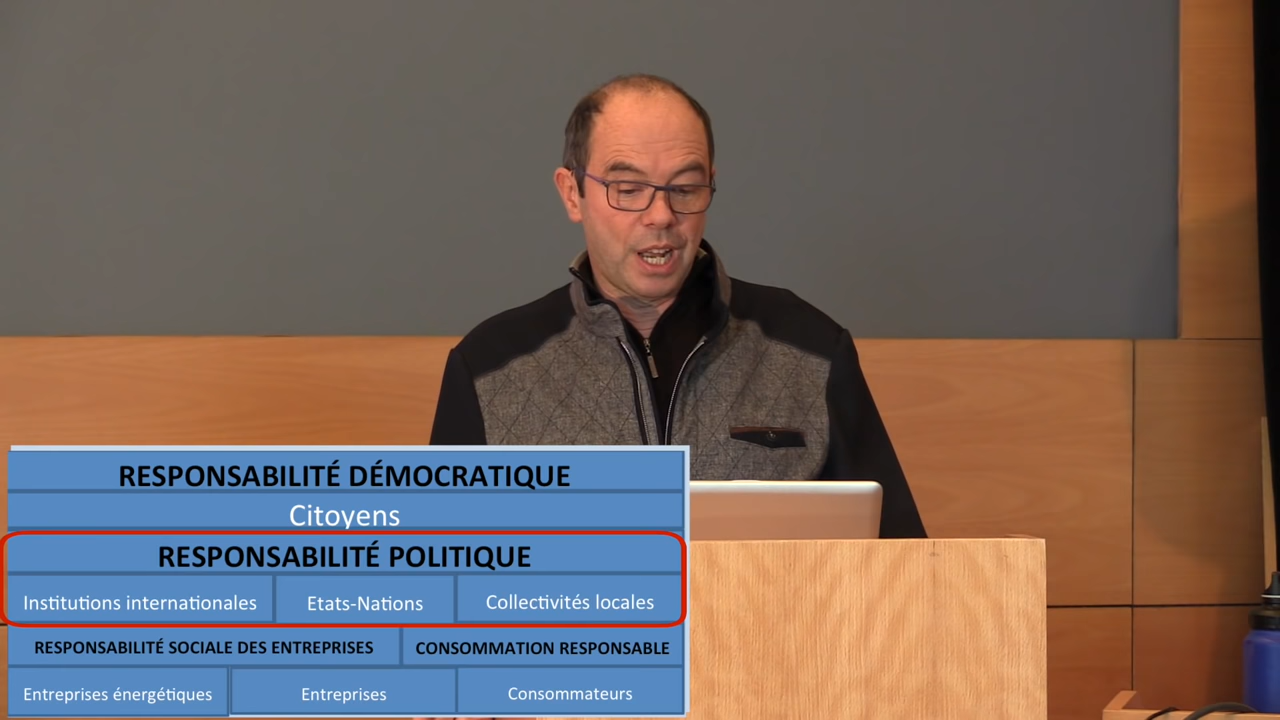 RESPONSABILITÉ DÉMOCRATIQUE
Citoyens
RESPONSABILITÉ POLITIQUE
Institutions internationales Etats-Nations Collectivités locales
RESPONSABILITÉ SOCIALE DES ENTREPRISES CONSOMMATION RESPONSABLE
Entreprises énergétiques Entreprises Consommateurs